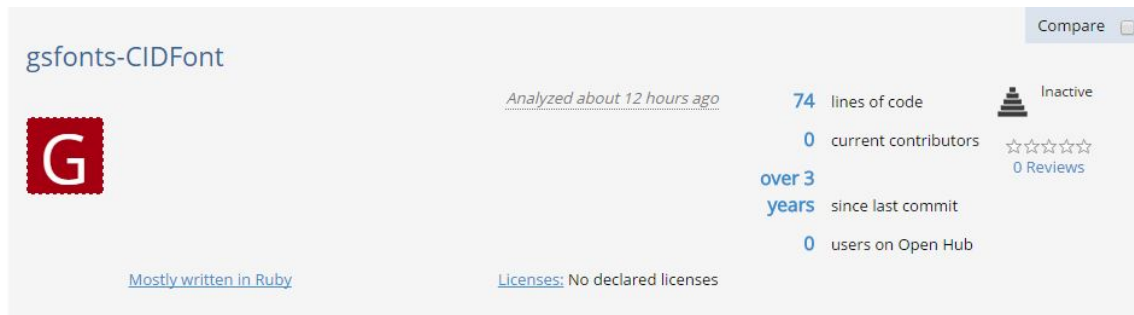 Compare
gsfonts-CIDFont
Analyzed about 12 hours ago
74 lines of code
Inactive
G
0 current contributors
0 Reviews
over 3
years since last commit
0 users on Open Hub
Mostly written in Ruby
Licenses: No declared licenses